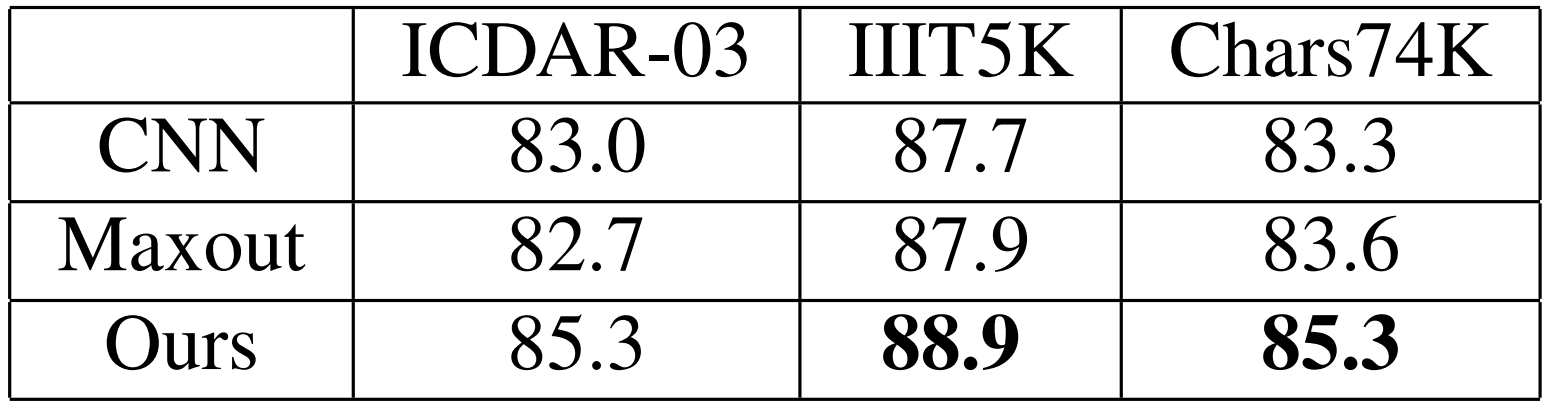 ICDAR-03 IIIT5K Chars74K
CNN 83.0 87.7 83.3
Maxout 82.7 87.9 83.6
Ours 85.3 88.9 85.3